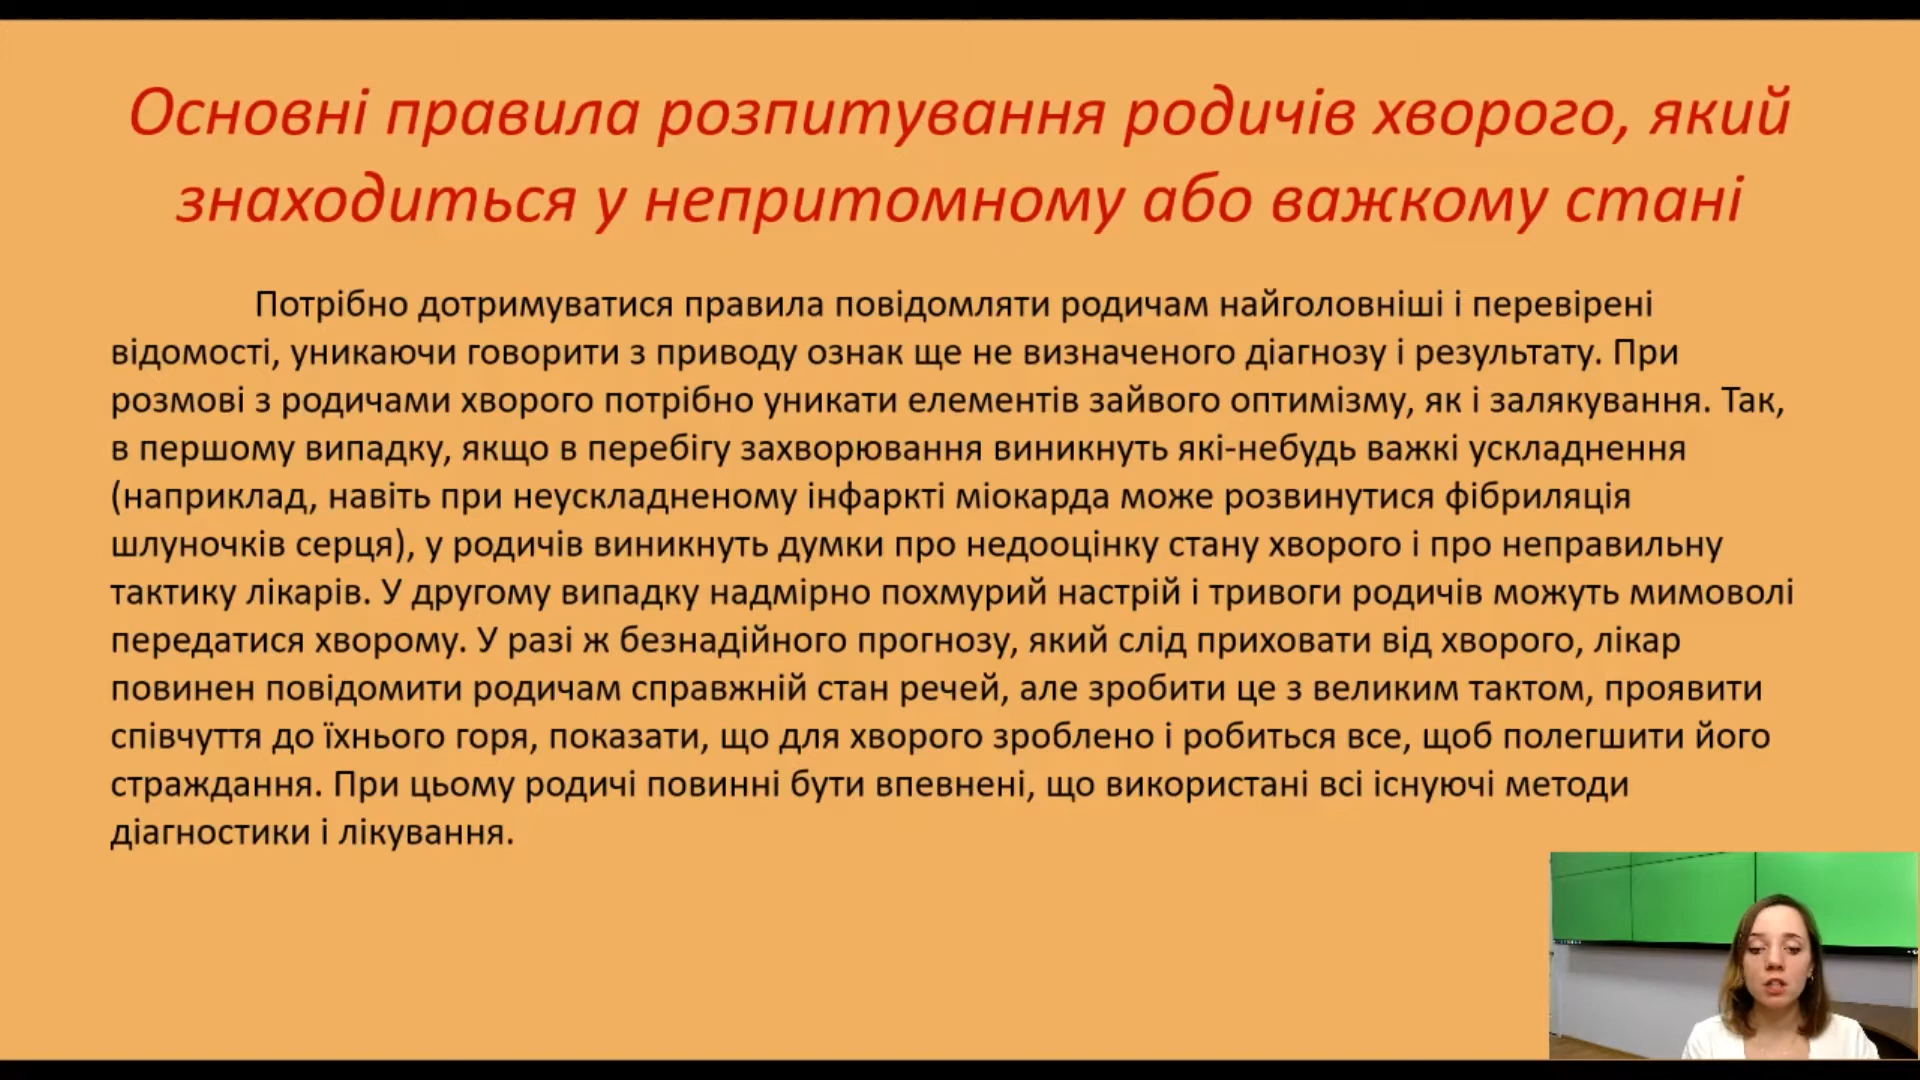 Основні правила розпитування родичів хворого, який
знаходиться у непритомному або важкому стані
Потрібно дотримуватися правила повідомляти родичам найголовніші і перевірені
відомості, уникаючи говорити з приводу ознак ще не визначеного діагнозу і результату. При
розмові з родичами хворого потрібно уникати елементів зайвого оптимізму, як і залякування. Так,
в першому випадку, якщо в перебігу захворювання виникнуть які-небудь важкі ускладнення
(наприклад, навіть при неускладненому інфаркті міокарда може розвинутися фібриляція
шлуночків серця), у родичів виникнуть думки про недооцінку стану хворого і про неправильну
тактику лікарів. У другому випадку надмірно похмурий настрій і тривоги родичів можуть мимоволі
передатися хворому. У разі ж безнадійного прогнозу, який слід приховати від хворого, лікар
повинен повідомити родичам справжній стан речей, але зробити це з великим тактом, проявити
співчуття до їхнього горя, показати, що для хворого зроблено і робиться все, щоб полегшити його
страждання. При цьому родичі повинні бути впевнені, що використані всі існуючі методи
діагностики і лікування.